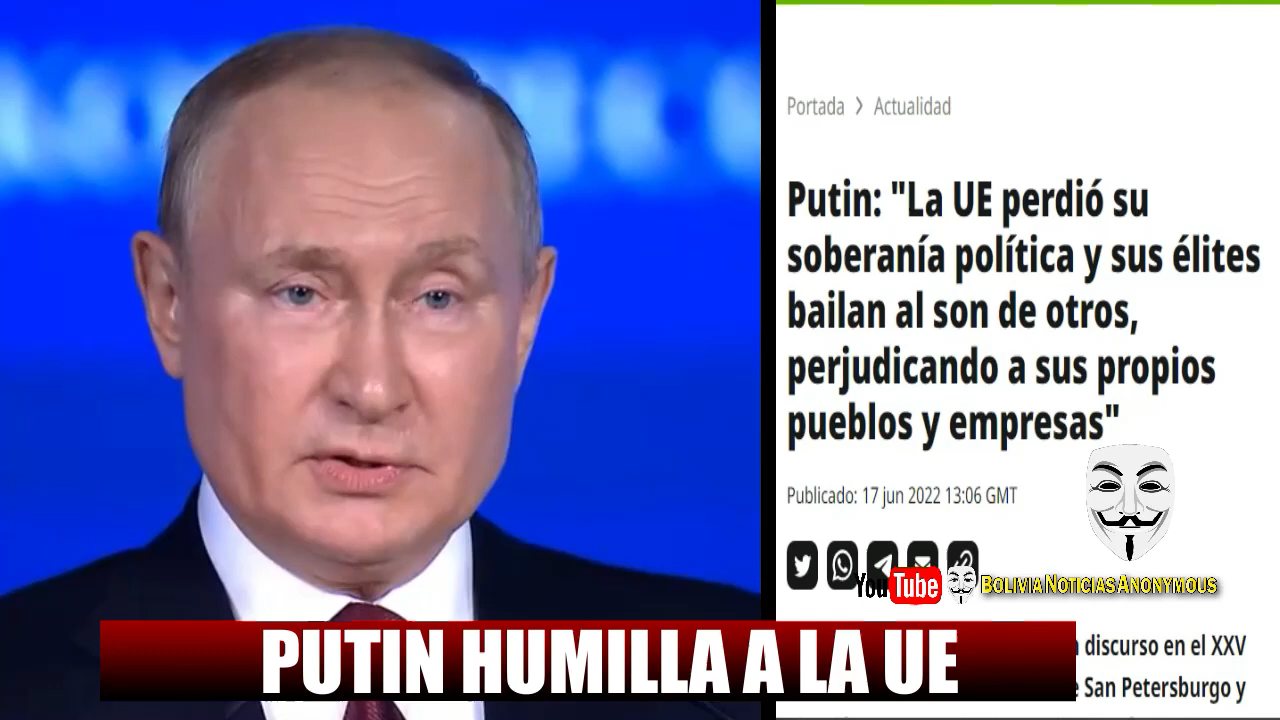 Portada > Actualidad
Putin: "La UE perdió su
soberanía política y sus élites
bailan al son de otros,
perjudicando a sus propios
pueblos y empresas"
Publicado: 17 jun 2022 13:06 GMT
YouTube BOLIVIANOTICIASANONYMOUS
discurso en el XXV
San Petersburgo y
PUTIN HUMILLA A LA UE